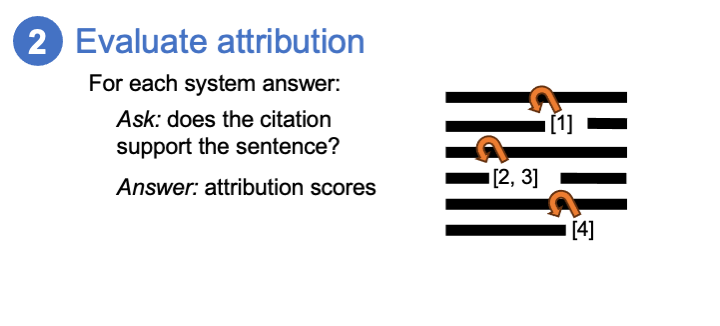 2 Evaluate attribution
For each system answer:
Ask: does the citation
support the sentence?
Answer: attribution scores
[1]
[2, 3]
[4]